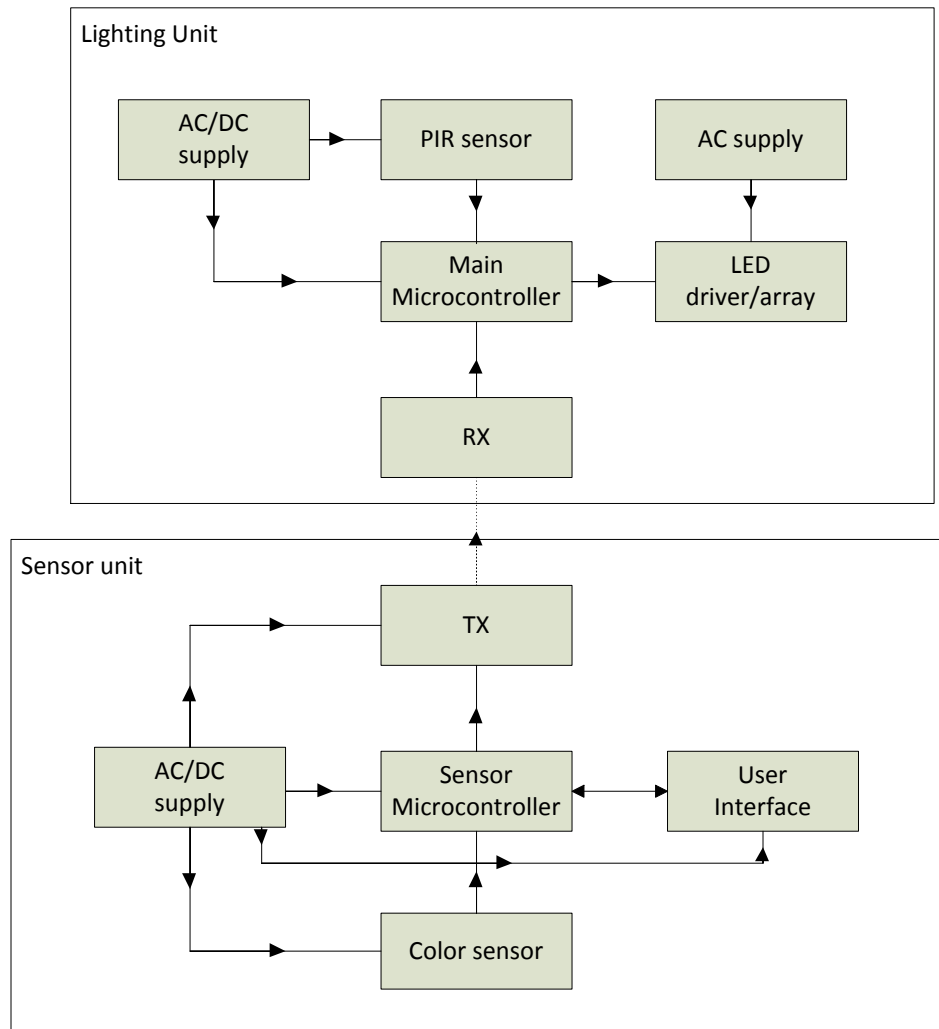 Lighting Unit
AC/DC
supply
PIR sensor
AC supply
Main
Microcontroller
LED
driver/array
RX
Sensor unit
TX
AC/DC
supply
Sensor
Microcontroller
User
Interface
Color sensor